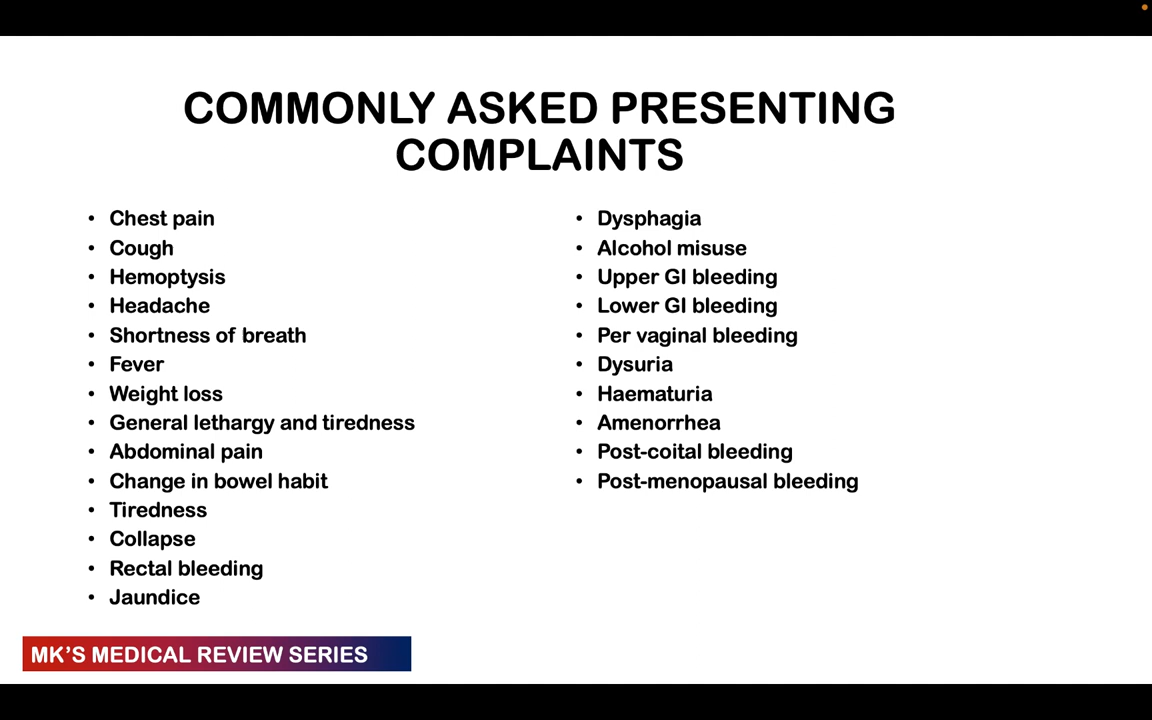 COMMONLY ASKED PRESENTING
COMPLAINTS
• Chest pain
• Cough
• Hemoptysis
• Headache
• Shortness of breath
• Fever
• Weight loss
• General lethargy and tiredness
• Abdominal pain
• Change in bowel habit
• Tiredness
• Collapse
• Rectal bleeding
• Jaundice
• Dysphagia
• Alcohol misuse
• Upper GI bleeding
• Lower GI bleeding
• Per vaginal bleeding
• Dysuria
• Haematuria
• Amenorrhea
• Post-coital bleeding
• Post-menopausal bleeding
MK’S MEDICAL REVIEW SERIES